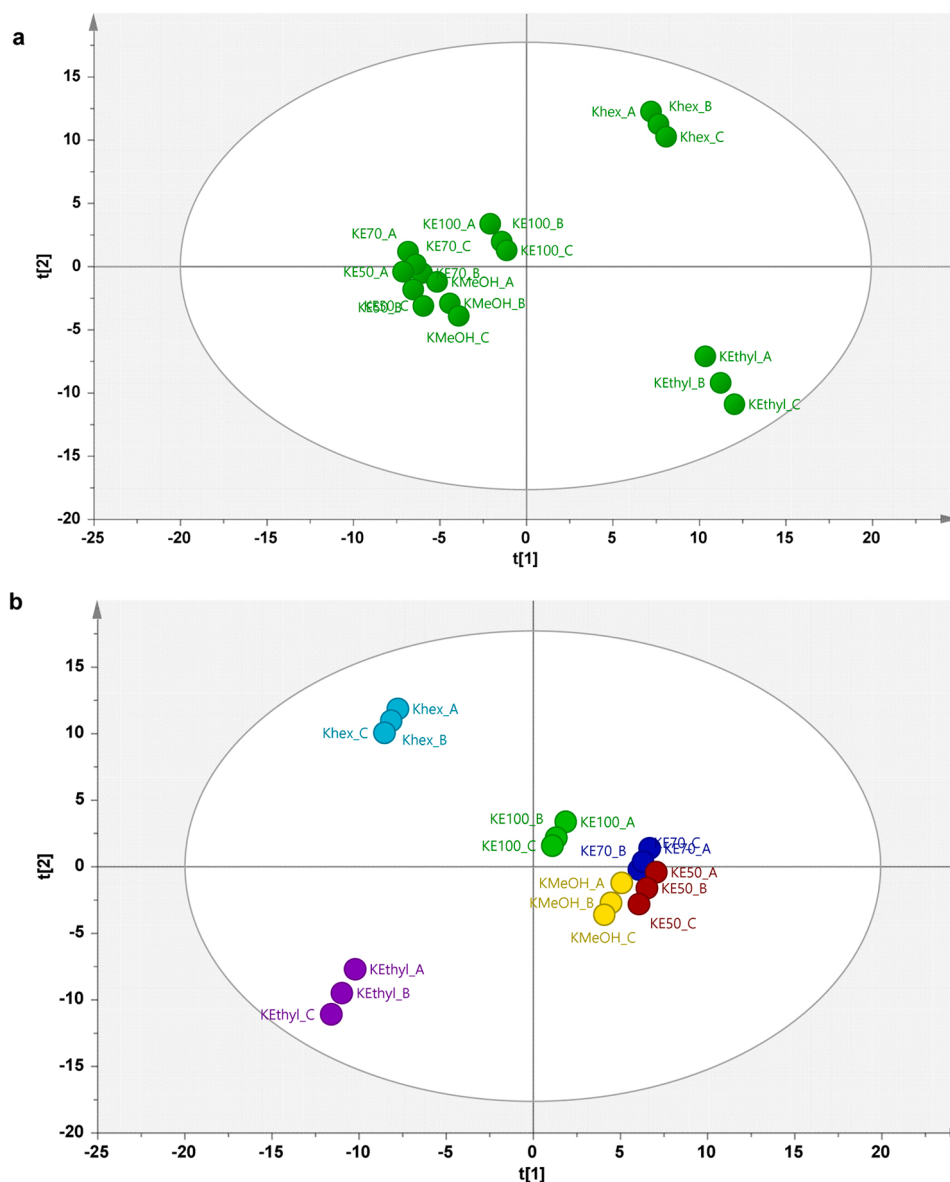 a
t[2]
15
10
5
0
-5
-10
-15
-20
Khex_A
Khex_B
Khex_C
KE100_A
KE100_B
KE100_C
KE70_A
KE70_C
KE50_A
KE70_B
KMeOH_A
KE50_C
KE50_B
KMeOH_B
KMeOH_C
KEthyl_A
KEthyl_B
KEthyl_C
-25 -20 -15 -10 -5 0 5 10 15 20
t[1]
b
t[2]
15
10
5
0
-5
-10
-15
-20
Khex_A
Khex_C
Khex_B
KE100_B
KE100_A
KE100_C
KE70_C
KE70_B
KE70_A
KE50_A
KMeOH_A
KE50_B
KMeOH_B
KE50_C
KMeOH_C
KEthyl_A
KEthyl_B
KEthyl_C
-25 -20 -15 -10 -5 0 5 10 15 20
t[1]